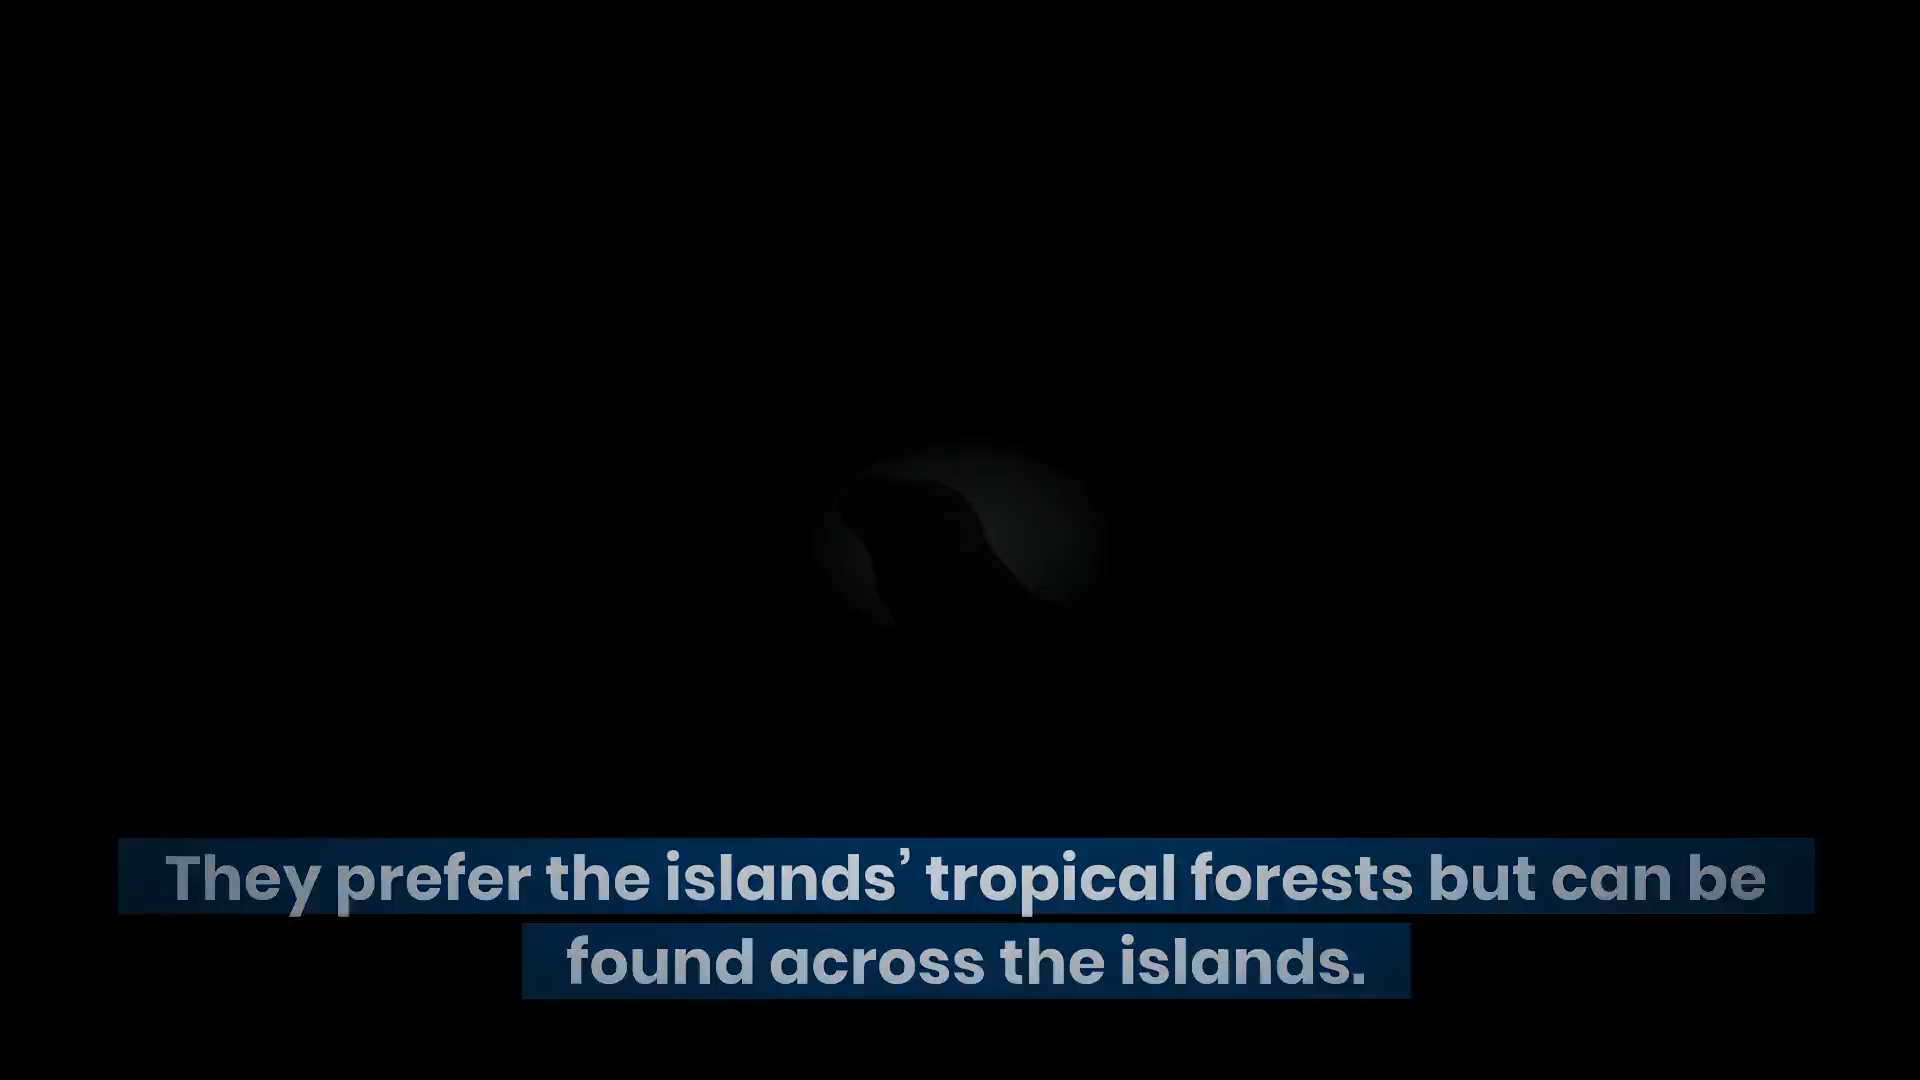 They prefer the islands’ tropical forests but can be
found across the islands.